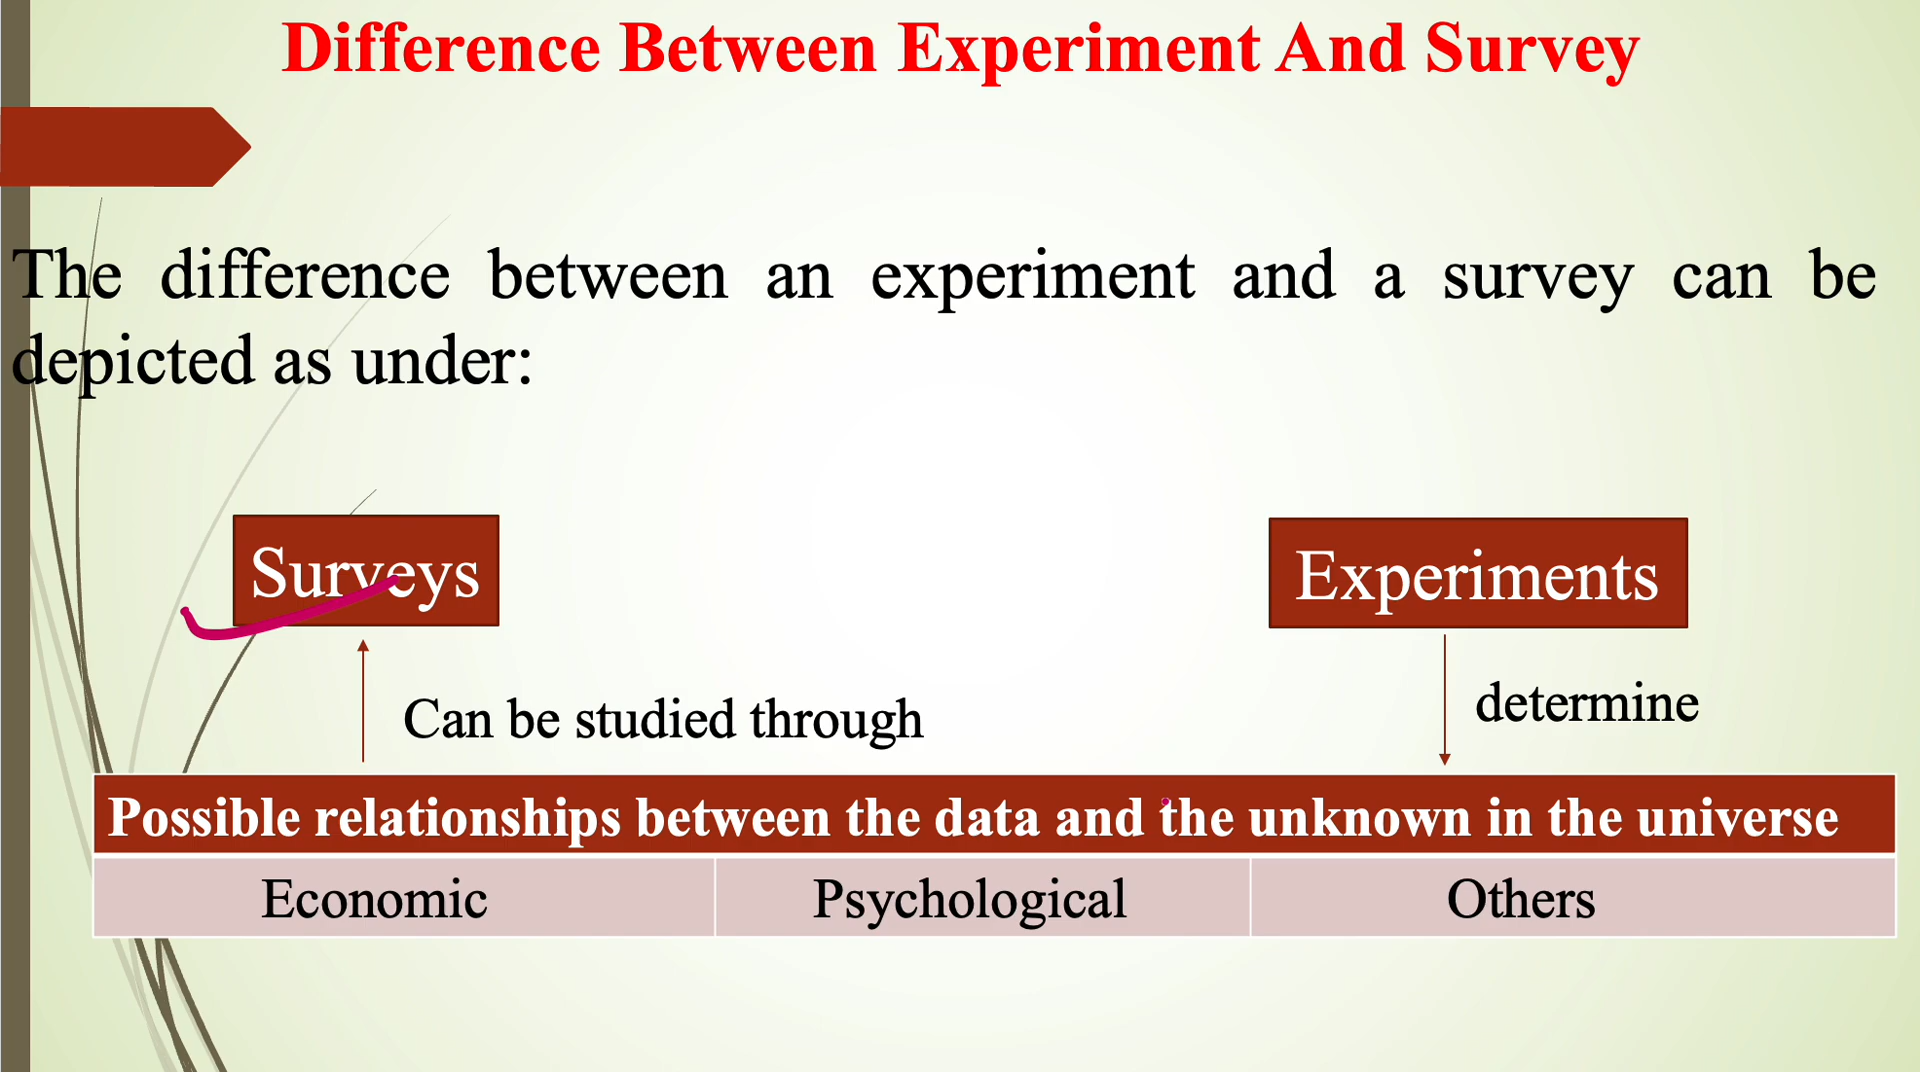 Difference Between Experiment And Survey
The difference between an experiment and a survey can be
depicted as under:
Surveys
Experiments
Can be studied through
determine
Possible relationships between the data and the unknown in the universe
Economic
Psychological
Others